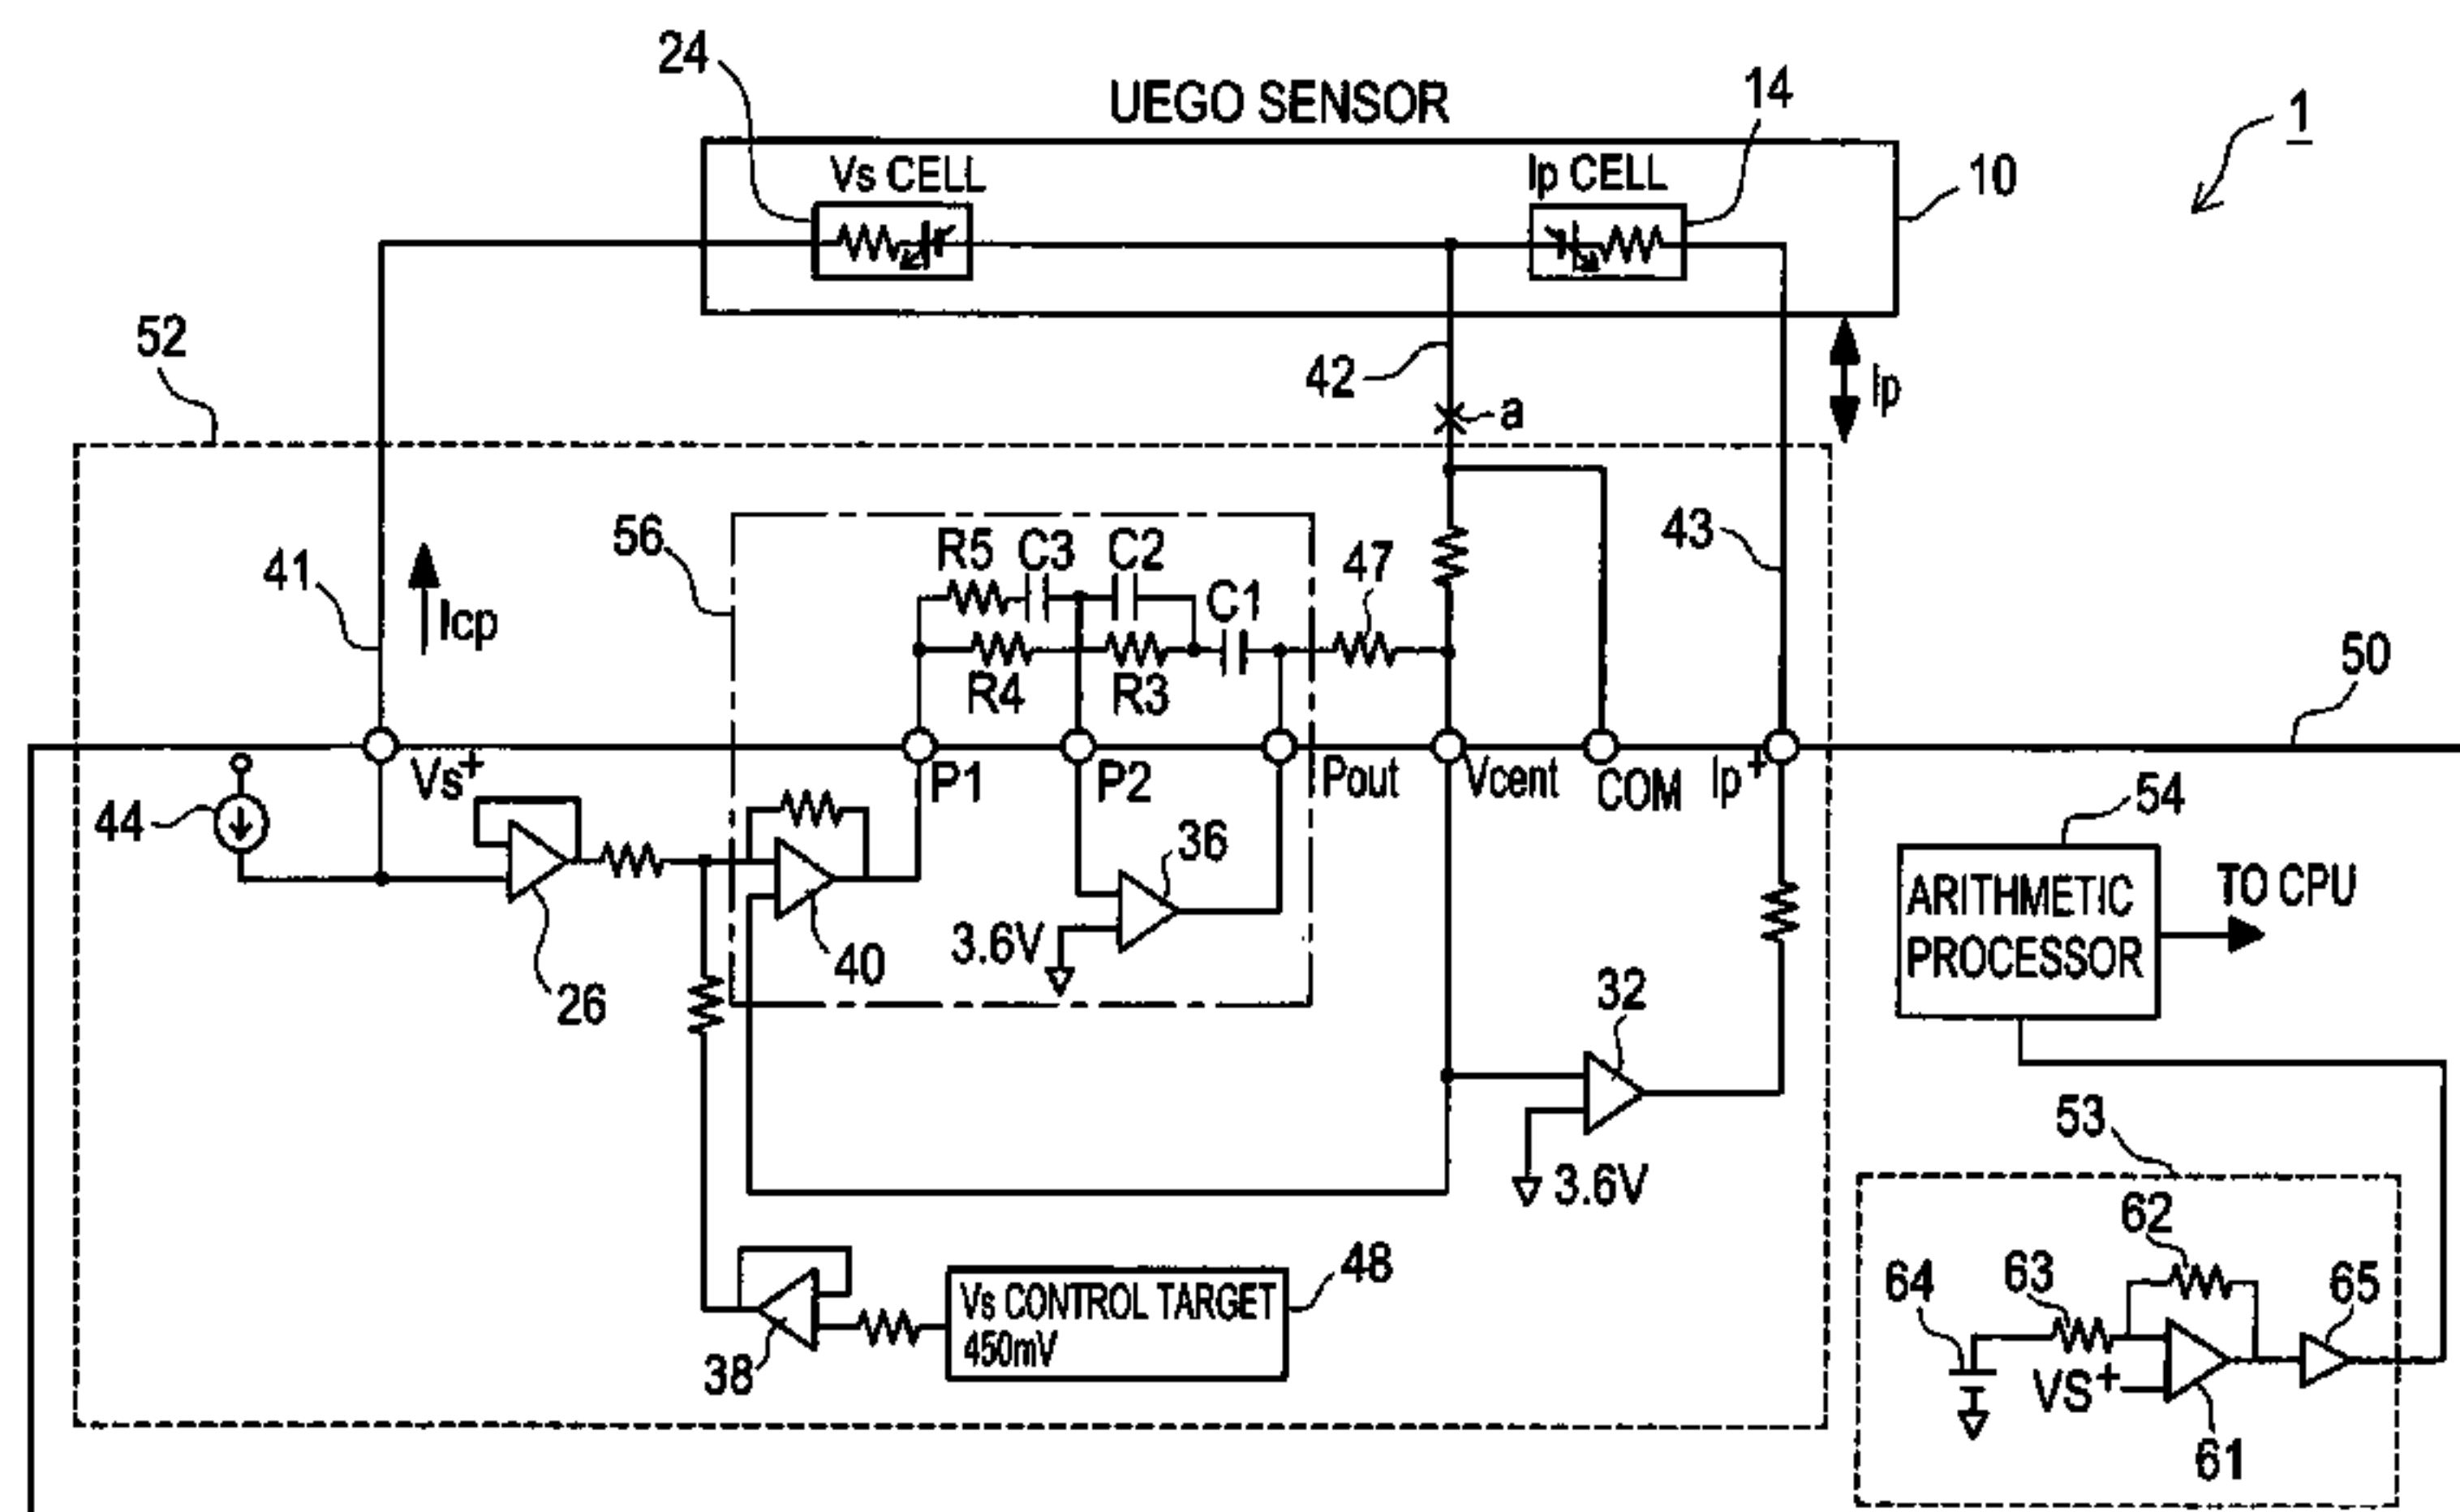 24
UEGO SENSOR
14
1
Vs CELL
Ip CELL
10
52
42
a
Ip
56
R5 C3 C2
C1
47
43
41
Icp
R4
R3
50
Vs+
P1
P2
Pout
Vcent
COM
Ip+
44
54
36
ARITHMETIC
PROCESSOR
TO CPU
3.6V
40
26
32
53
3.6V
62
48
Vs CONTROL TARGET
450mV
38
64
63
65
VS+
61